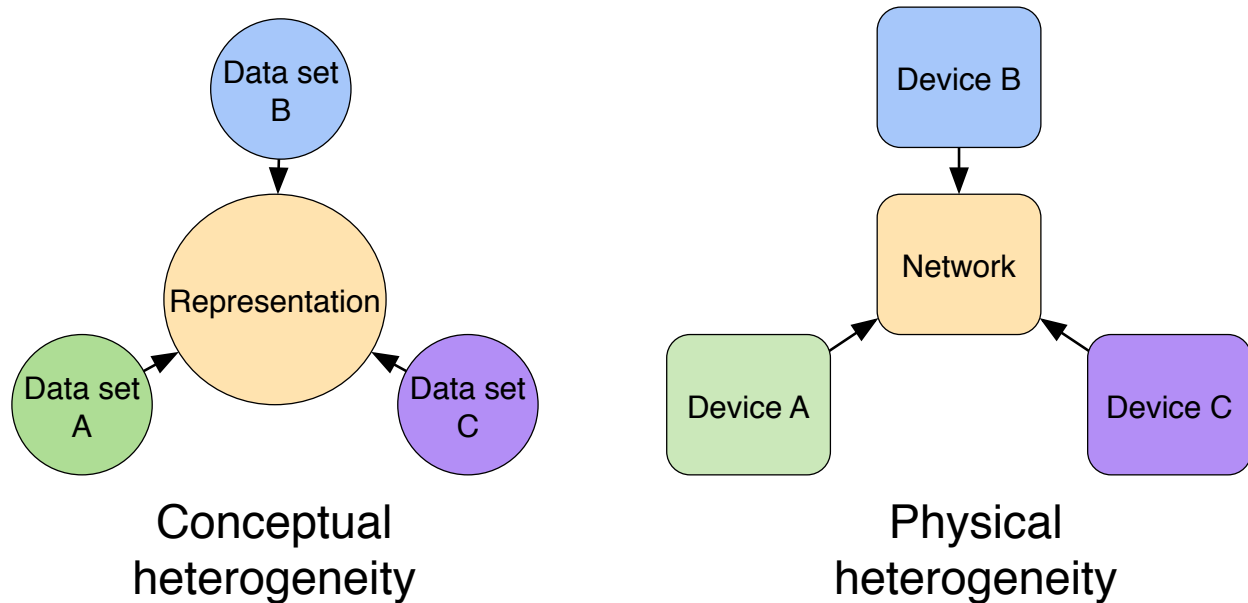 Data set
B
Representation
Data set
A
Data set
C
Conceptual
heterogeneity
Device B
Network
Device A
Device C
Physical
heterogeneity